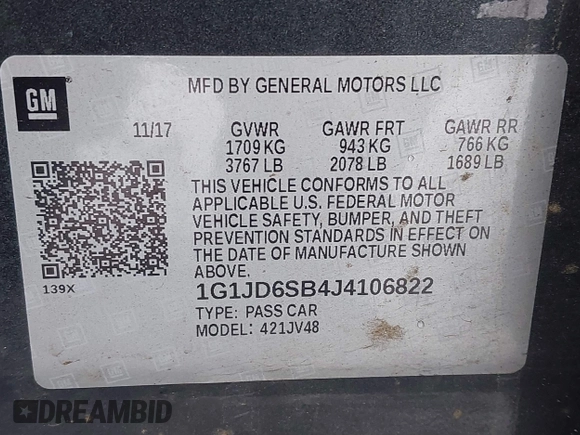 GM
MFD BY GENERAL MOTORS LLC
11/17 GVWR GAWR FRT GAWR RR
1709 KG 943 KG 766 KG
3767 LB 2078 LB 1689 LB
THIS VEHICLE CONFORMS TO ALL
APPLICABLE U.S. FEDERAL MOTOR
VEHICLE SAFETY, BUMPER, AND THEFT
PREVENTION STANDARDS IN EFFECT ON
THE DATE OF MANUFACTURE SHOWN
ABOVE.
139X
1G1JD6SB4J4106822
TYPE: PASS CAR
MODEL: 421JV48
DREAMBID